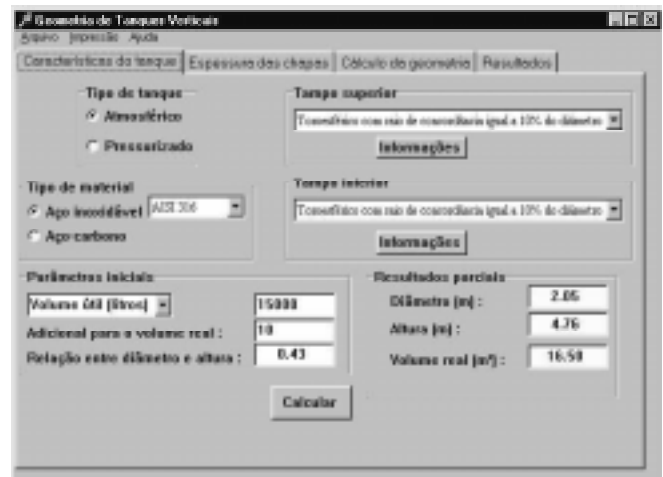 Geometria de Tanques Verticais
Arquivo Impressão Ajuda
Características do tanque Espessura das chapas Cálculo da geometria Resultados
Tipo de tanque
Atmosférico
Pressurizado
Tampo superior
Torresférico com raio de concordância igual a 10% do diâmetro
Informações
Tipo de material
Aço inoxidável AISI 316
Aço-carbono
Tampo inferior
Torresférico com raio de concordância igual a 10% do diâmetro
Informações
Parâmetros iniciais
Volume útil (litros) 15000
Adicional para o volume real : 10
Relação entre diâmetro e altura : 0.43
Resultados parciais
Diâmetro (m) : 2.05
Altura (m) : 4.76
Volume real (m³) : 16.50
Calcular